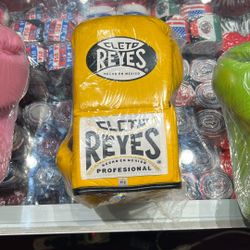 CLETO
REYES
HECHO EN MEXICO
CLETO
REYES
HECHO EN MEXICO
PROFESIONAL